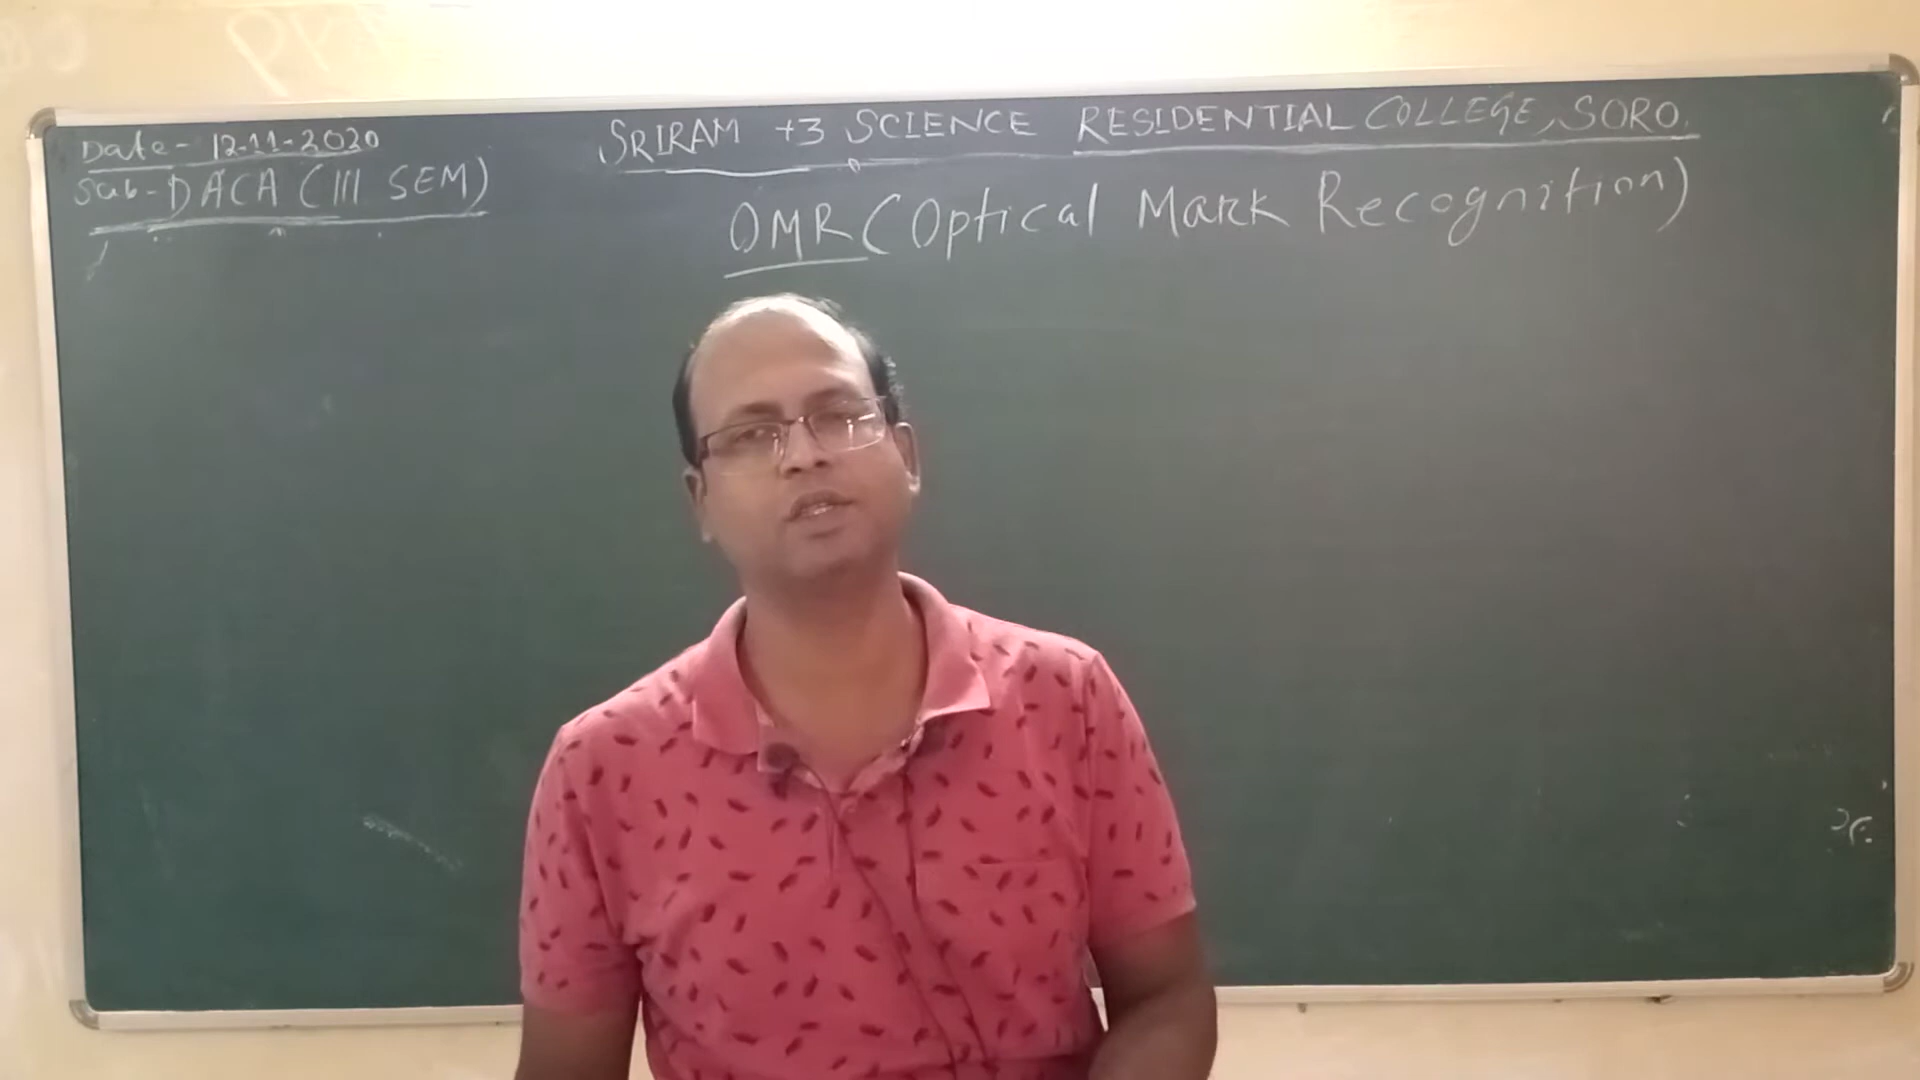 Date- 12-11-2020
SRIRAM +3 SCIENCE RESIDENTIAL COLLEGE, SORO.
Sub- DACA (III SEM)
OMR (Optical Mark Recognition)